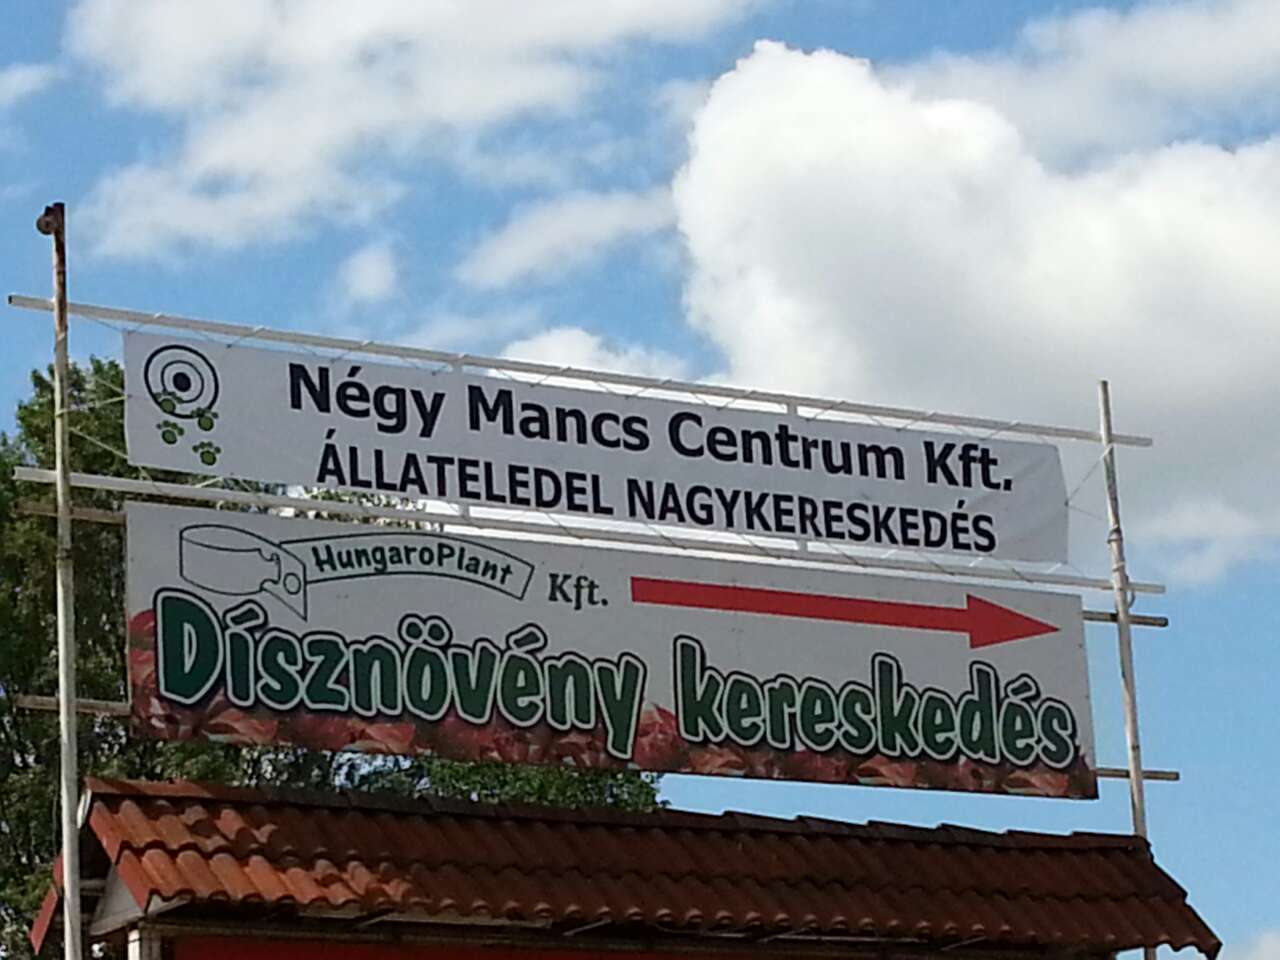 Négy Mancs Centrum Kft.
ÁLLATELEDEL NAGYKERESKEDÉS
HungaroPlant Kft.
Dísznövény kereskedés